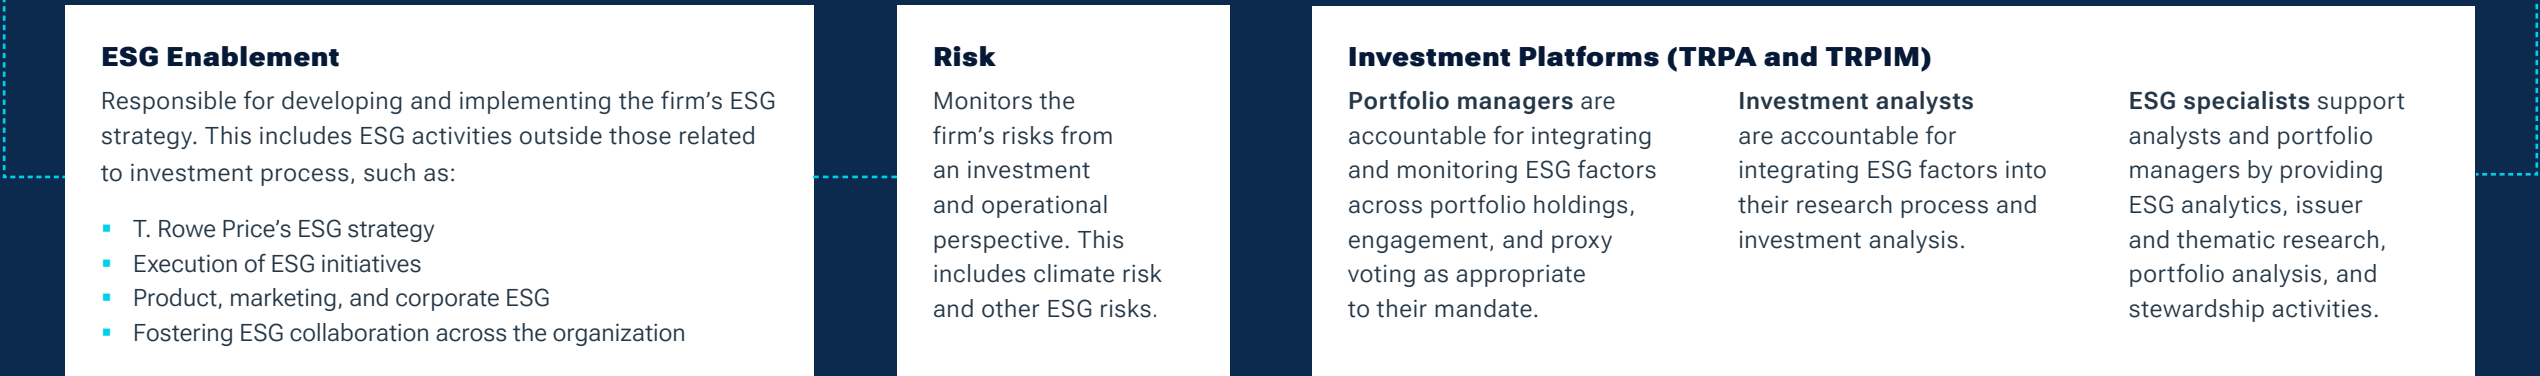 ESG Enablement
Responsible for developing and implementing the firm’s ESG
strategy. This includes ESG activities outside those related
to investment process, such as:
▪ T. Rowe Price’s ESG strategy
▪ Execution of ESG initiatives
▪ Product, marketing, and corporate ESG
▪ Fostering ESG collaboration across the organization
Risk
Monitors the
firm’s risks from
an investment
and operational
perspective. This
includes climate risk
and other ESG risks.
Investment Platforms (TRPA and TRPIM)
Portfolio managers are
accountable for integrating
and monitoring ESG factors
across portfolio holdings,
engagement, and proxy
voting as appropriate
to their mandate.
Investment analysts
are accountable for
integrating ESG factors into
their research process and
investment analysis.
ESG specialists support
analysts and portfolio
managers by providing
ESG analytics, issuer
and thematic research,
portfolio analysis, and
stewardship activities.